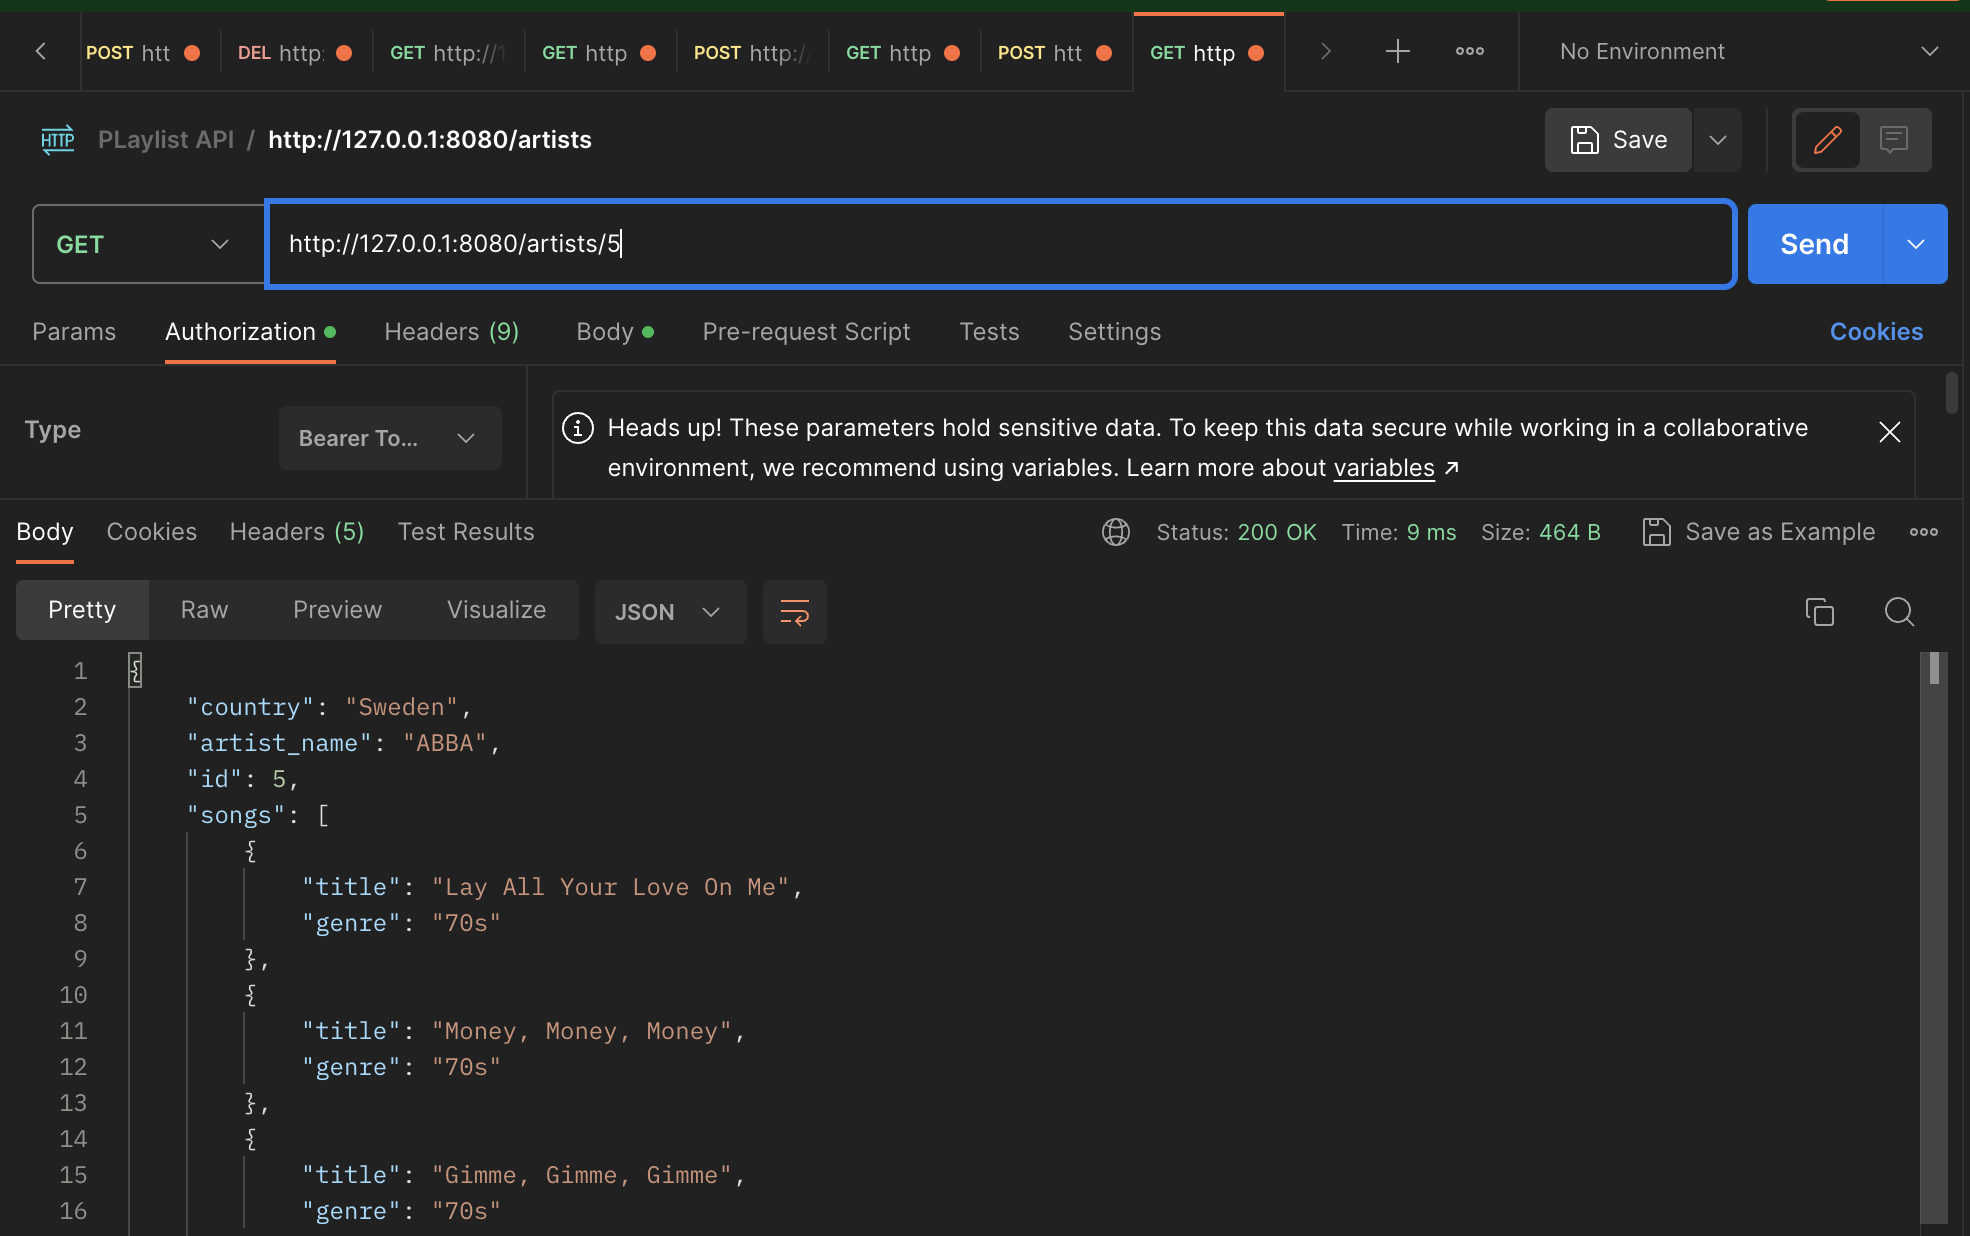 POST htt DEL http: GET http://1 GET http POST http:/ GET http POST htt GET http No Environment
HTTP PLaylist API / http://127.0.0.1:8080/artists Save
GET http://127.0.0.1:8080/artists/5 Send
Params Authorization Headers (9) Body Pre-request Script Tests Settings Cookies
Type Bearer To... Heads up! These parameters hold sensitive data. To keep this data secure while working in a collaborative
environment, we recommend using variables. Learn more about variables ↗
Body Cookies Headers (5) Test Results Status: 200 OK Time: 9 ms Size: 464 B Save as Example
Pretty Raw Preview Visualize JSON
1 {
2 "country": "Sweden",
3 "artist_name": "ABBA",
4 "id": 5,
5 "songs": [
6 {
7 "title": "Lay All Your Love On Me",
8 "genre": "70s"
9 },
10 {
11 "title": "Money, Money, Money",
12 "genre": "70s"
13 },
14 {
15 "title": "Gimme, Gimme, Gimme",
16 "genre": "70s"